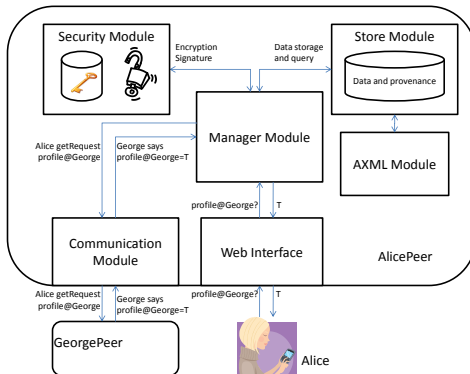 Security Module
Encryption
Signature
Data storage
and query
Store Module
Data and provenance
Manager Module
AXML Module
Alice getRequest
profile@George
George says
profile@George=T
profile@George?
T
Communication
Module
Web Interface
AlicePeer
Alice getRequest
profile@George
George says
profile@George=T
profile@George?
T
GeorgePeer
Alice